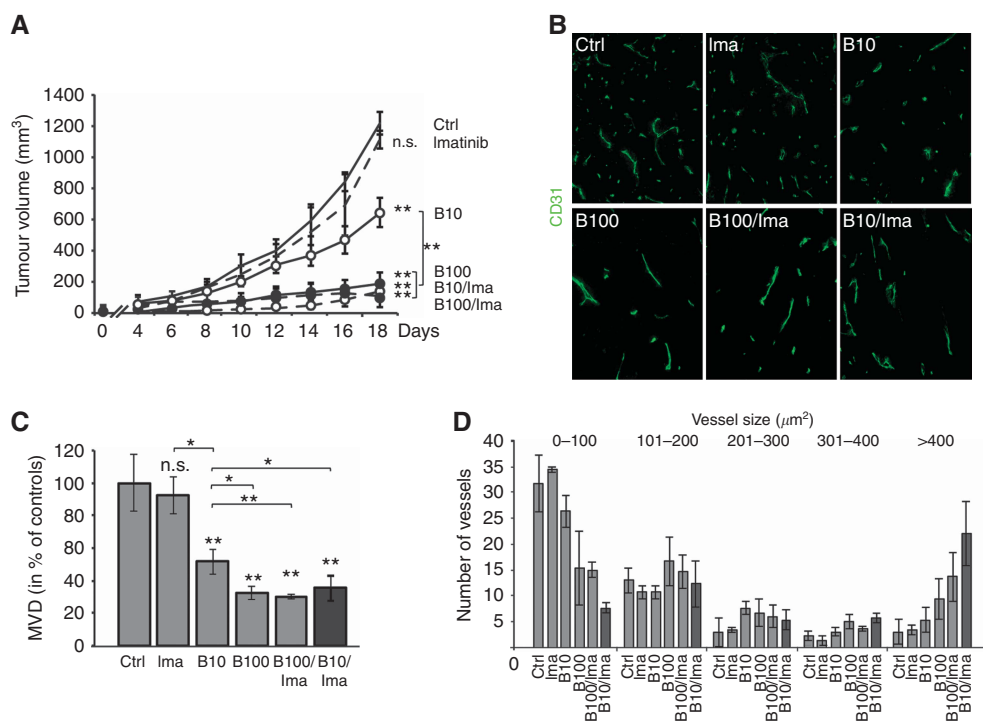 A
Tumour volume (mm³)
1400
1200
1000
800
600
400
200
0
0 4 6 8 10 12 14 16 18 Days
n.s.
Ctrl
Imatinib
**
B10
**
**
**
**
B100
B10/Ima
B100/Ima
B
CD31
Ctrl
Ima
B10
B100
B100/Ima
B10/Ima
C
MVD (in % of controls)
120
100
80
60
40
20
0
*
n.s.
*
*
**
**
**
**
**
Ctrl Ima B10 B100 B100/ B10/
Ima Ima
D
Vessel size (μm²)
0–100 101–200 201–300 301–400 >400
Number of vessels
40
35
30
25
20
15
10
5
0
Ctrl Ima B10 B100 B100/Ima B10/Ima
Ctrl Ima B10 B100 B100/Ima B10/Ima
Ctrl Ima B10 B100 B100/Ima B10/Ima
Ctrl Ima B10 B100 B100/Ima B10/Ima
Ctrl Ima B10 B100 B100/Ima B10/Ima